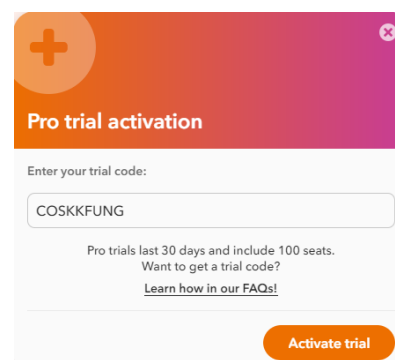 Pro trial activation
Enter your trial code:
COSKKFUNG
Pro trials last 30 days and include 100 seats.
Want to get a trial code?
Learn how in our FAQs!
Activate trial